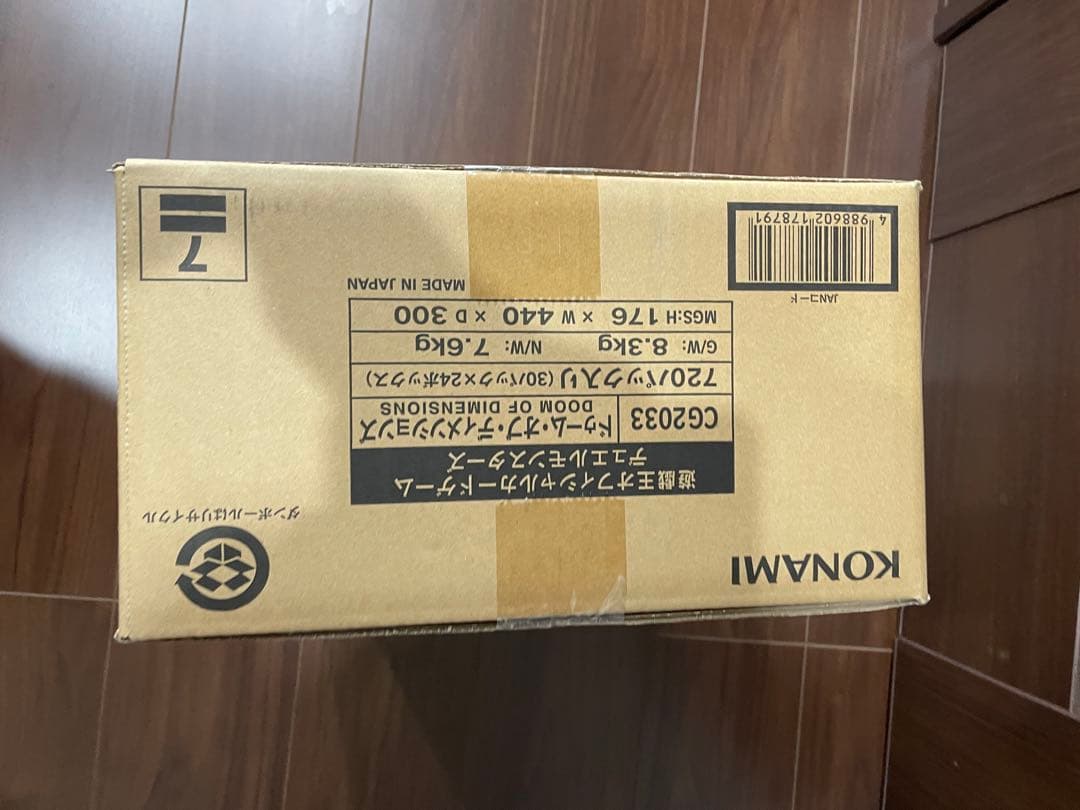 KONAMI
ダンボールはリサイクル
遊戯王オフィシャルカードゲーム
デュエルモンスターズ
CG2033
ドゥーム・オブ・ディメンションズ
DOOM OF DIMENSIONS
720パック入り (30パック×24ボックス)
G/W: 8.3kg N/W: 7.6kg
MGS:H 176 × W 440 × D 300
MADE IN JAPAN
JANコード
4 988602 178791
7